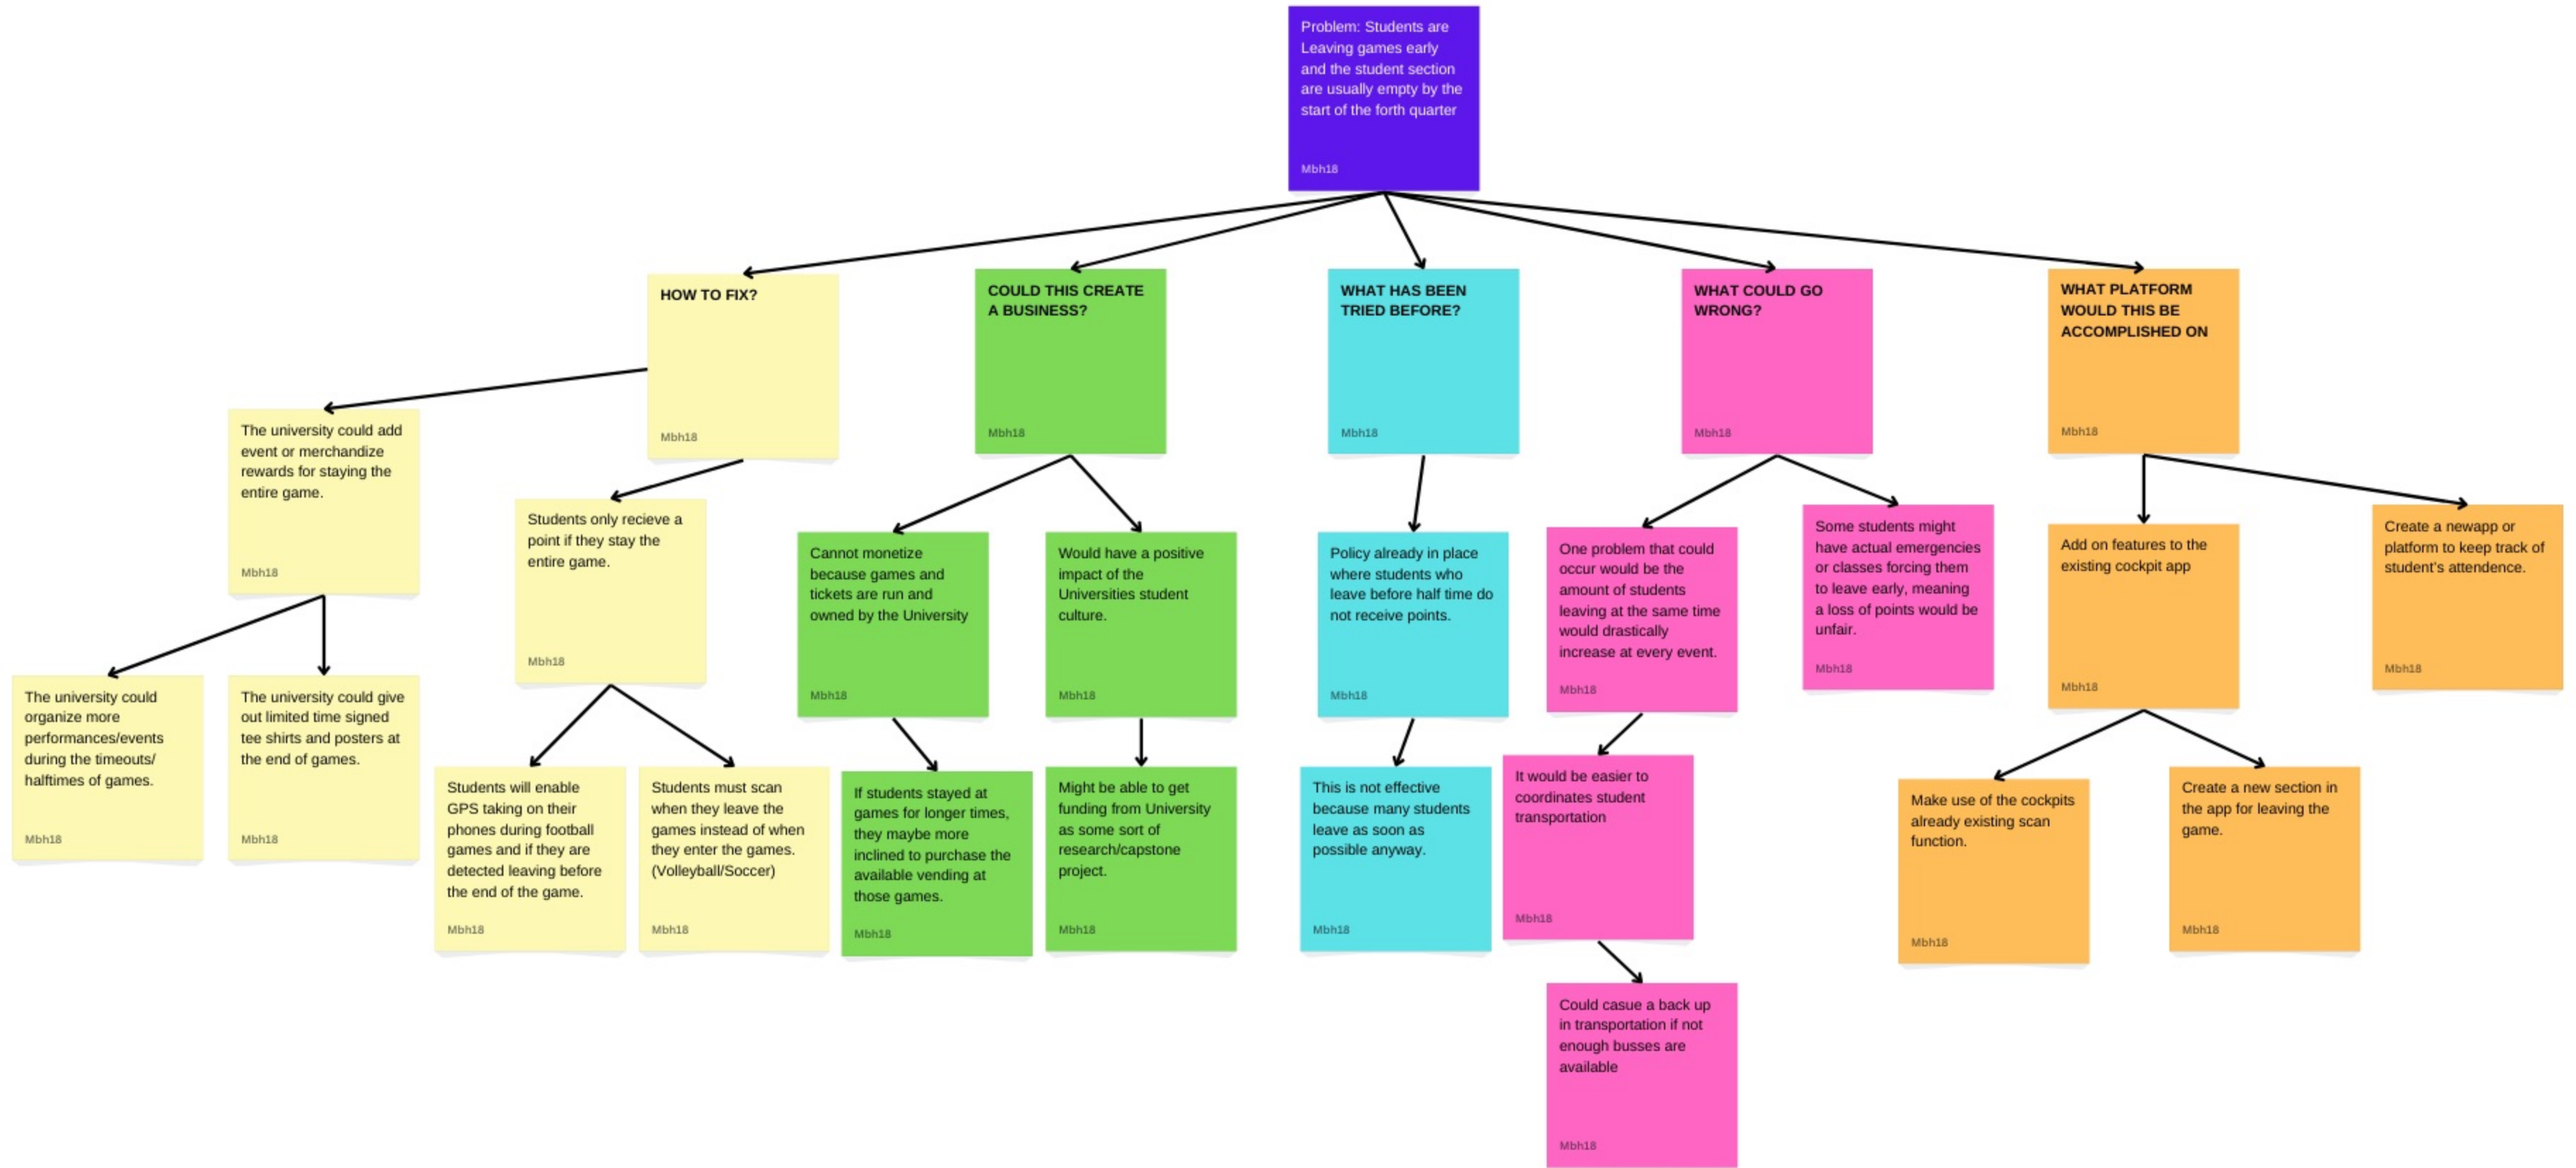 Problem: Students are
Leaving games early
and the student section
are usually empty by the
start of the forth quarter
Mbh18
HOW TO FIX?
Mbh18
COULD THIS CREATE
A BUSINESS?
Mbh18
WHAT HAS BEEN
TRIED BEFORE?
Mbh18
WHAT COULD GO
WRONG?
Mbh18
WHAT PLATFORM
WOULD THIS BE
ACCOMPLISHED ON
Mbh18
The university could add
event or merchandize
rewards for staying the
entire game.
Mbh18
Students only recieve a
point if they stay the
entire game.
Mbh18
Cannot monetize
because games and
tickets are run and
owned by the University
Mbh18
Would have a positive
impact of the
Universities student
culture.
Mbh18
Policy already in place
where students who
leave before half time do
not receive points.
Mbh18
One problem that could
occur would be the
amount of students
leaving at the same time
would drastically
increase at every event.
Mbh18
Some students might
have actual emergencies
or classes forcing them
to leave early, meaning
a loss of points would be
unfair.
Mbh18
Add on features to the
existing cockpit app
Mbh18
Create a newapp or
platform to keep track of
student's attendence.
Mbh18
The university could
organize more
performances/events
during the timeouts/
halftimes of games.
Mbh18
The university could give
out limited time signed
tee shirts and posters at
the end of games.
Mbh18
Students will enable
GPS taking on their
phones during football
games and if they are
detected leaving before
the end of the game.
Mbh18
Students must scan
when they leave the
games instead of when
they enter the games.
(Volleyball/Soccer)
Mbh18
If students stayed at
games for longer times,
they maybe more
inclined to purchase the
available vending at
those games.
Mbh18
Might be able to get
funding from University
as some sort of
research/capstone
project.
Mbh18
This is not effective
because many students
leave as soon as
possible anyway.
Mbh18
It would be easier to
coordinates student
transportation
Mbh18
Make use of the cockpits
already existing scan
function.
Mbh18
Create a new section in
the app for leaving the
game.
Mbh18
Could casue a back up
in transportation if not
enough busses are
available
Mbh18